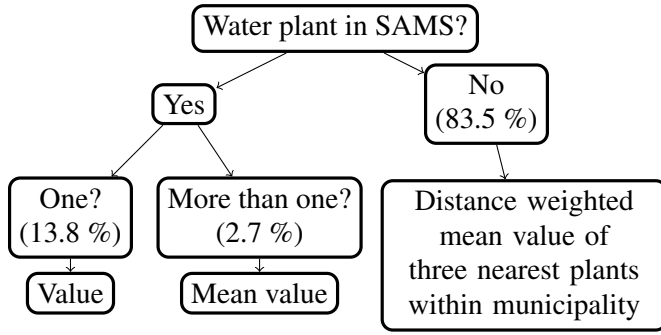 Water plant in SAMS?
Yes
No
(83.5 %)
One?
(13.8 %)
More than one?
(2.7 %)
Distance weighted
mean value of
three nearest plants
within municipality
Value
Mean value